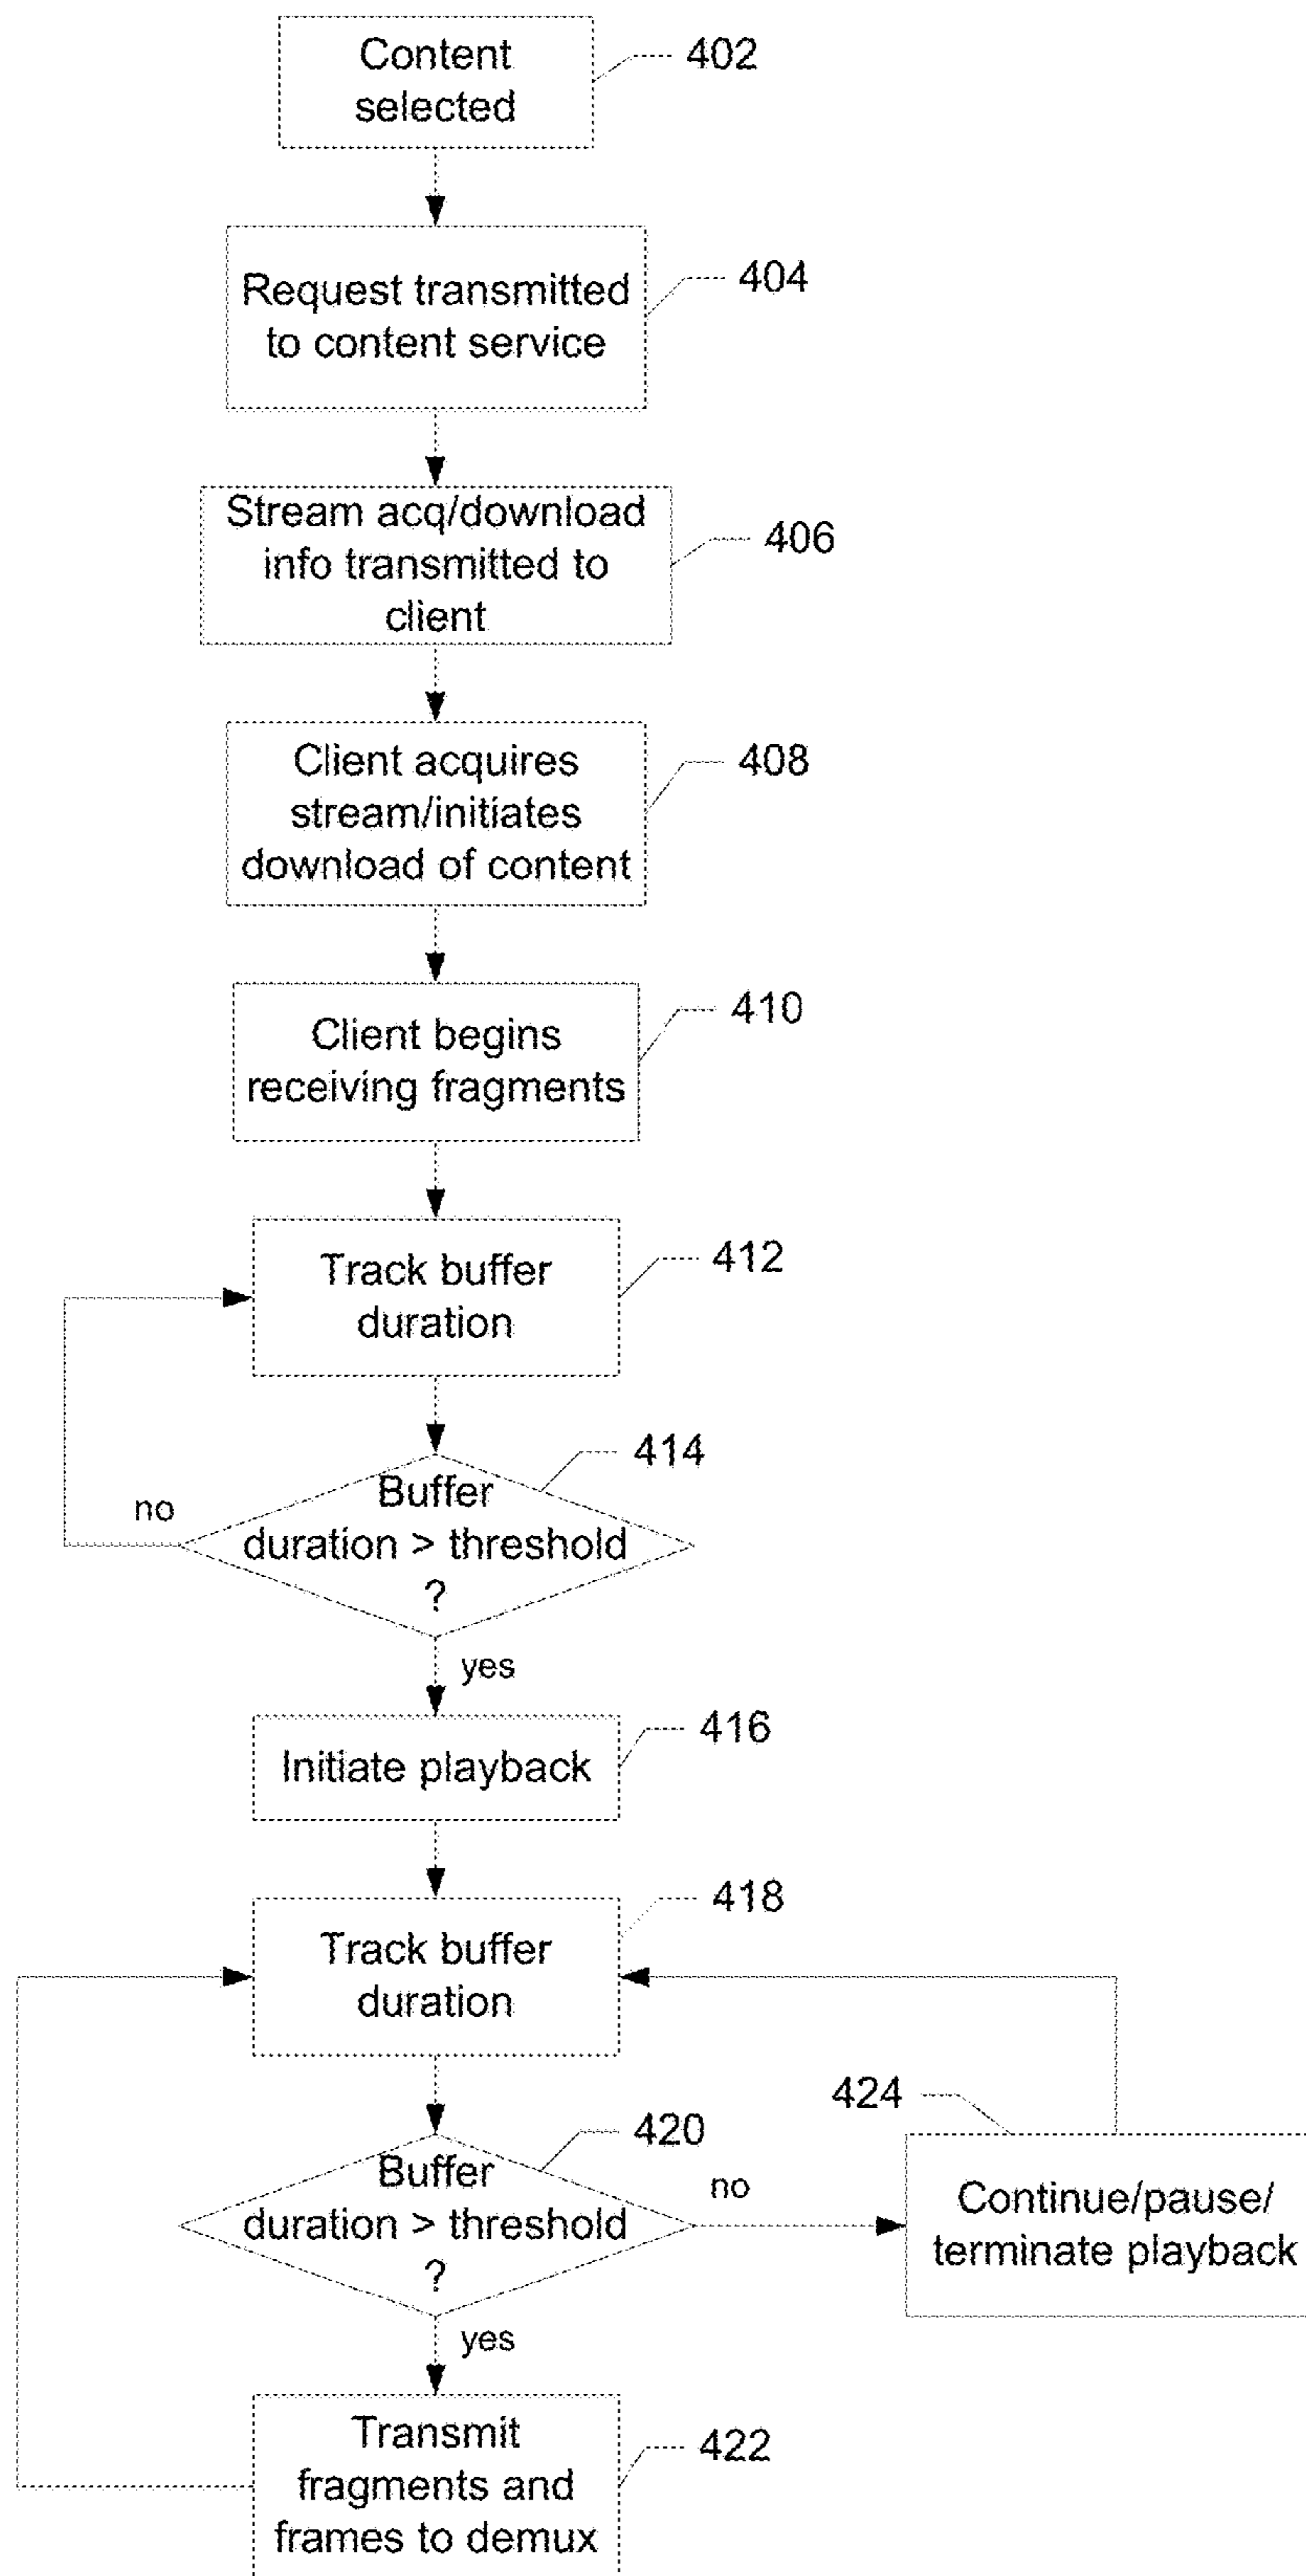 Content
selected
402
Request transmitted
to content service
404
Stream acq/download
info transmitted to
client
406
Client acquires
stream/initiates
download of content
408
Client begins
receiving fragments
410
Track buffer
duration
412
Buffer
duration > threshold
?
414
no
yes
Initiate playback
416
Track buffer
duration
418
Buffer
duration > threshold
?
420
no
424
Continue/pause/
terminate playback
yes
Transmit
fragments and
frames to demux
422